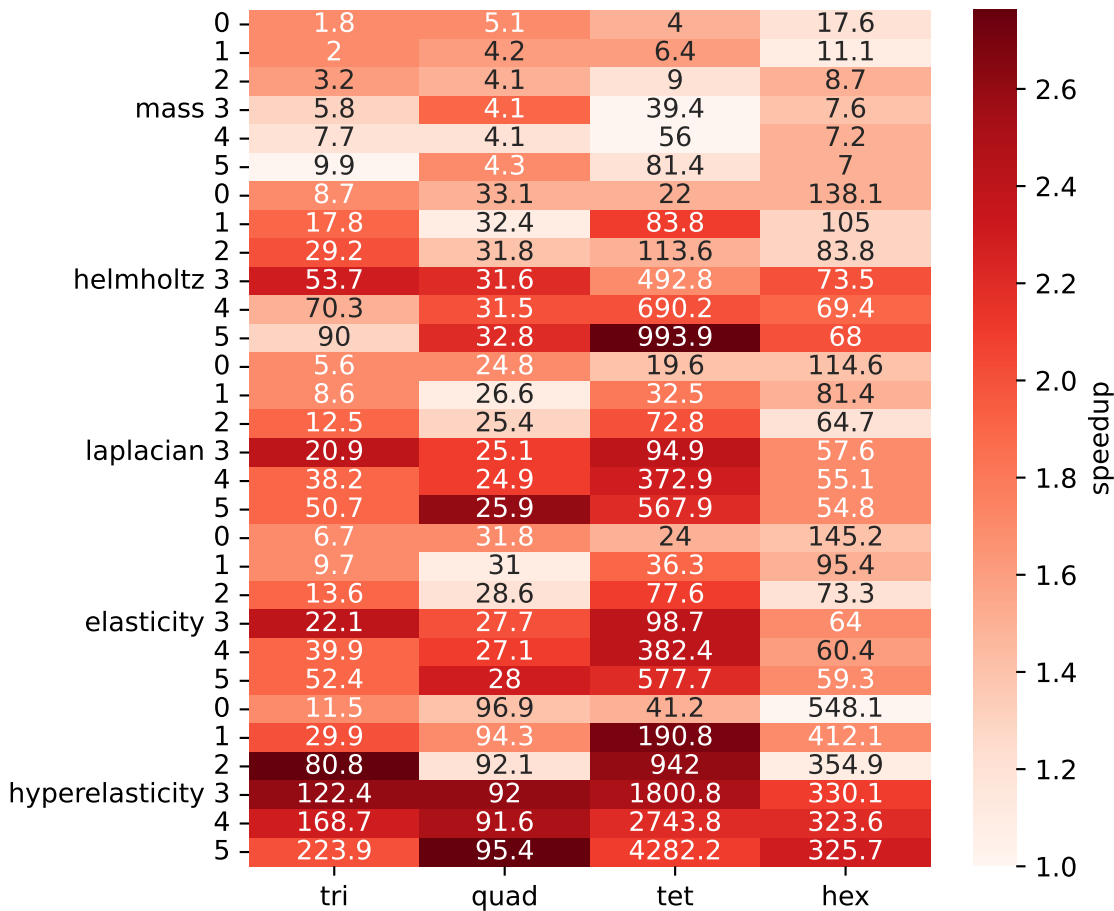 0 1.8 5.1 4 17.6
1 2 4.2 6.4 11.1
2 3.2 4.1 9 8.7
mass 3 5.8 4.1 39.4 7.6
4 7.7 4.1 56 7.2
5 9.9 4.3 81.4 7
0 8.7 33.1 22 138.1
1 17.8 32.4 83.8 105
2 29.2 31.8 113.6 83.8
helmholtz 3 53.7 31.6 492.8 73.5
4 70.3 31.5 690.2 69.4
5 90 32.8 993.9 68
0 5.6 24.8 19.6 114.6
1 8.6 26.6 32.5 81.4
2 12.5 25.4 72.8 64.7
laplacian 3 20.9 25.1 94.9 57.6
4 38.2 24.9 372.9 55.1
5 50.7 25.9 567.9 54.8
0 6.7 31.8 24 145.2
1 9.7 31 36.3 95.4
2 13.6 28.6 77.6 73.3
elasticity 3 22.1 27.7 98.7 64
4 39.9 27.1 382.4 60.4
5 52.4 28 577.7 59.3
0 11.5 96.9 41.2 548.1
1 29.9 94.3 190.8 412.1
2 80.8 92.1 942 354.9
hyperelasticity 3 122.4 92 1800.8 330.1
4 168.7 91.6 2743.8 323.6
5 223.9 95.4 4282.2 325.7
tri quad tet hex
2.6
2.4
2.2
2.0
1.8
1.6
1.4
1.2
1.0
speedup